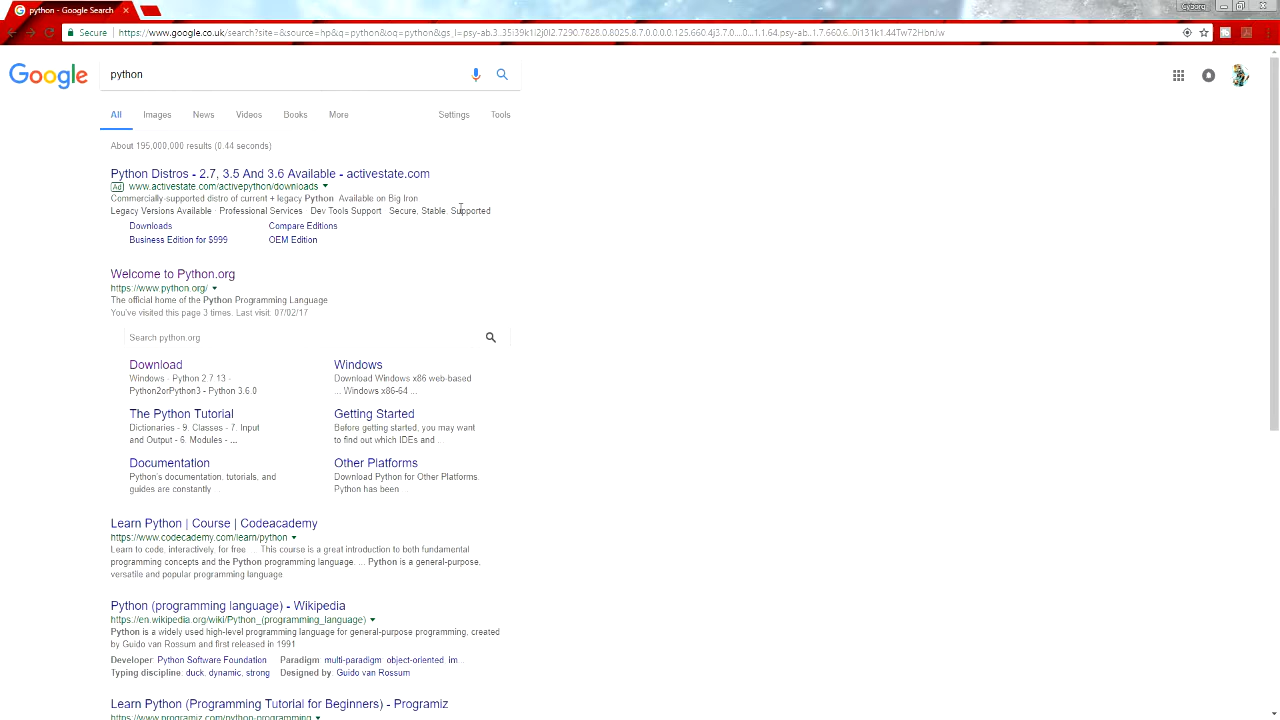 python - Google Search
Cyborg
Secure
https://www.google.co.uk/search?site=&source=hp&q=python&oq=python&gs_l=psy-ab.3..35i39k1l2j0l2.7290.7828.0.8025.8.7.0.0.0.0.125.660.4j3.7.0....0...1.1.64.psy-ab..1.7.660.6..0i131k1.44Tw72HbnJw
Google
python
All Images News Videos Books More Settings Tools
About 195,000,000 results (0.44 seconds)
Python Distros - 2.7, 3.5 And 3.6 Available - activestate.com
Ad www.activestate.com/activepython/downloads
Commercially-supported distro of current + legacy Python. Available on Big Iron
Legacy Versions Available · Professional Services · Dev Tools Support · Secure, Stable, Supported
Downloads Compare Editions
Business Edition for $999 OEM Edition
Welcome to Python.org
https://www.python.org/
The official home of the Python Programming Language
You've visited this page 3 times. Last visit: 07/02/17
Search python.org
Download
Windows - Python 2.7.13 -
Python2orPython3 - Python 3.6.0
Windows
Download Windows x86 web-based
... Windows x86-64 ...
The Python Tutorial
Dictionaries - 9. Classes - 7. Input
and Output - 6. Modules - ...
Getting Started
Before getting started, you may want
to find out which IDEs and ...
Documentation
Python's documentation, tutorials, and
guides are constantly ...
Other Platforms
Download Python for Other Platforms.
Python has been ...
Learn Python | Course | Codeacademy
https://www.codecademy.com/learn/python
Learn to code, interactively, for free. ... This course is a great introduction to both fundamental
programming concepts and the Python programming language. ... Python is a general-purpose,
versatile and popular programming language
Python (programming language) - Wikipedia
https://en.wikipedia.org/wiki/Python_(programming_language)
Python is a widely used high-level programming language for general-purpose programming, created
by Guido van Rossum and first released in 1991
Developer: Python Software Foundation Paradigm: multi-paradigm, object-oriented, im...
Typing discipline: duck, dynamic, strong Designed by: Guido van Rossum
Learn Python (Programming Tutorial for Beginners) - Programiz
https://www.programiz.com/python-programming